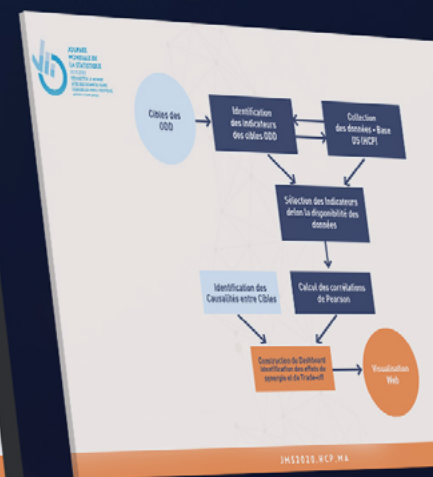 JOURNÉE
MONDIALE DE
LA STATISTIQUE
Cibles des
ODD
Identification
des indicateurs
des cibles ODD
Collection
des données - Base
DS (HCP)
Sélection des Indicateurs
delon la disponibilité des
données
Identification des
Causalités entre Cibles
Calcul des corrélations
de Pearson
Construction du Dashboard
Identification des effets de
synergie et de Trade-off
Visualisation
Web
JMS2020.HCP.MA